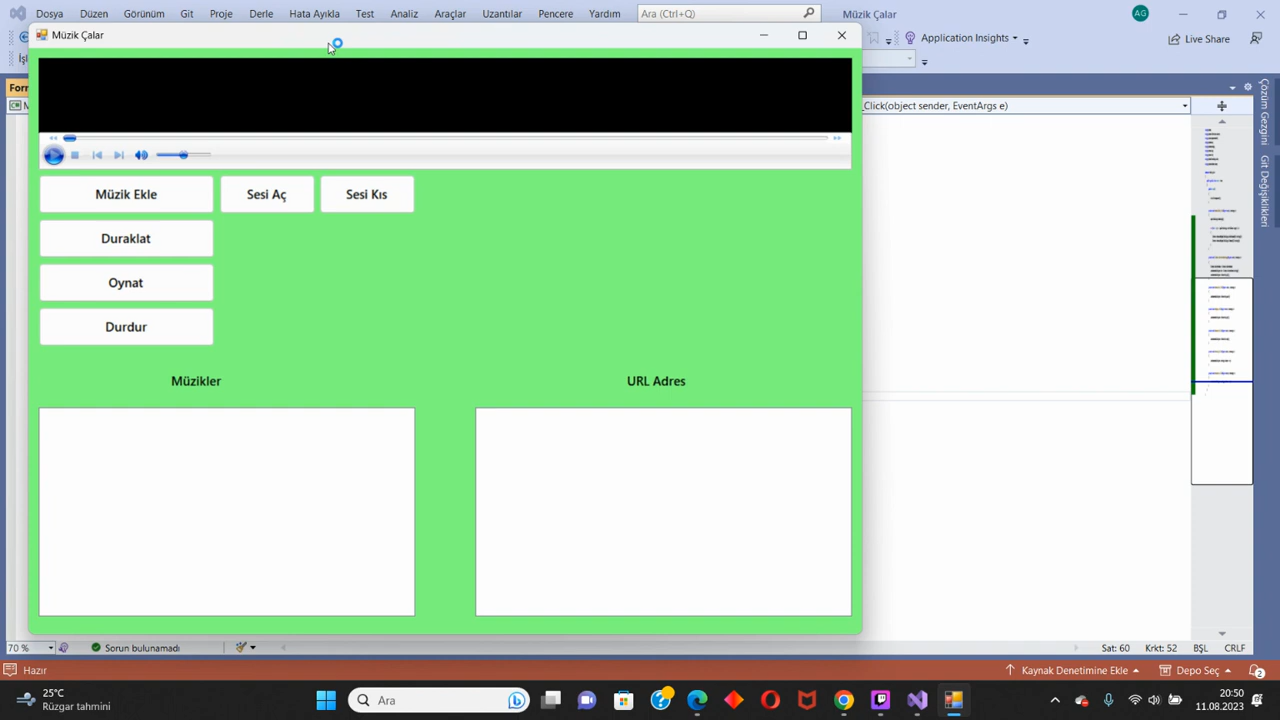 Dosya Düzen Görünüm Git Proje Derle Hata Ayıkla Test Analiz Araçlar Uzantılar Pencere Yardım Ara (Ctrl+Q) Müzik Çalar AG
Müzik Çalar
Application Insights
Live Share
_Click(object sender, EventArgs e)
Müzik Ekle Sesi Aç Sesi Kıs
Duraklat
Oynat
Durdur
Müzikler URL Adres
Çözüm Gezgini
Git Değişiklikleri
70 % Sorun bulunamadı Sat: 60 Krkt: 52 BŞL CRLF
Hazır Kaynak Denetimine Ekle Depo Seç 2
25°C
Rüzgar tahmini
Ara
20:50
11.08.2023